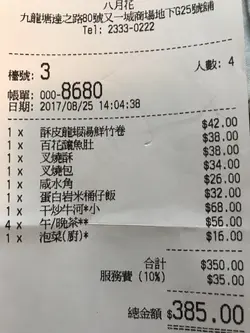 八月花
九龍塘達之路80號又一城商場地下G25號鋪
Tel: 2333-0222
檯號: 3
人數: 4
帳單: 000-8680
日期: 2017/08/25 14:04:38
1 x 酥皮龍蝦湯鮮竹卷 $42.00
1 x 百花釀魚肚 $38.00
1 x 叉燒酥 $38.00
1 x 叉燒包 $34.00
1 x 咸水角 $26.00
1 x 蛋白岩米桶仔飯 $32.00
1 x 干炒牛河*小 $68.00
4 x 午/晚茶** $56.00
1 x 泡菜(廚)* $16.00
合計 $350.00
服務費 (10%) $35.00
總金額 $385.00